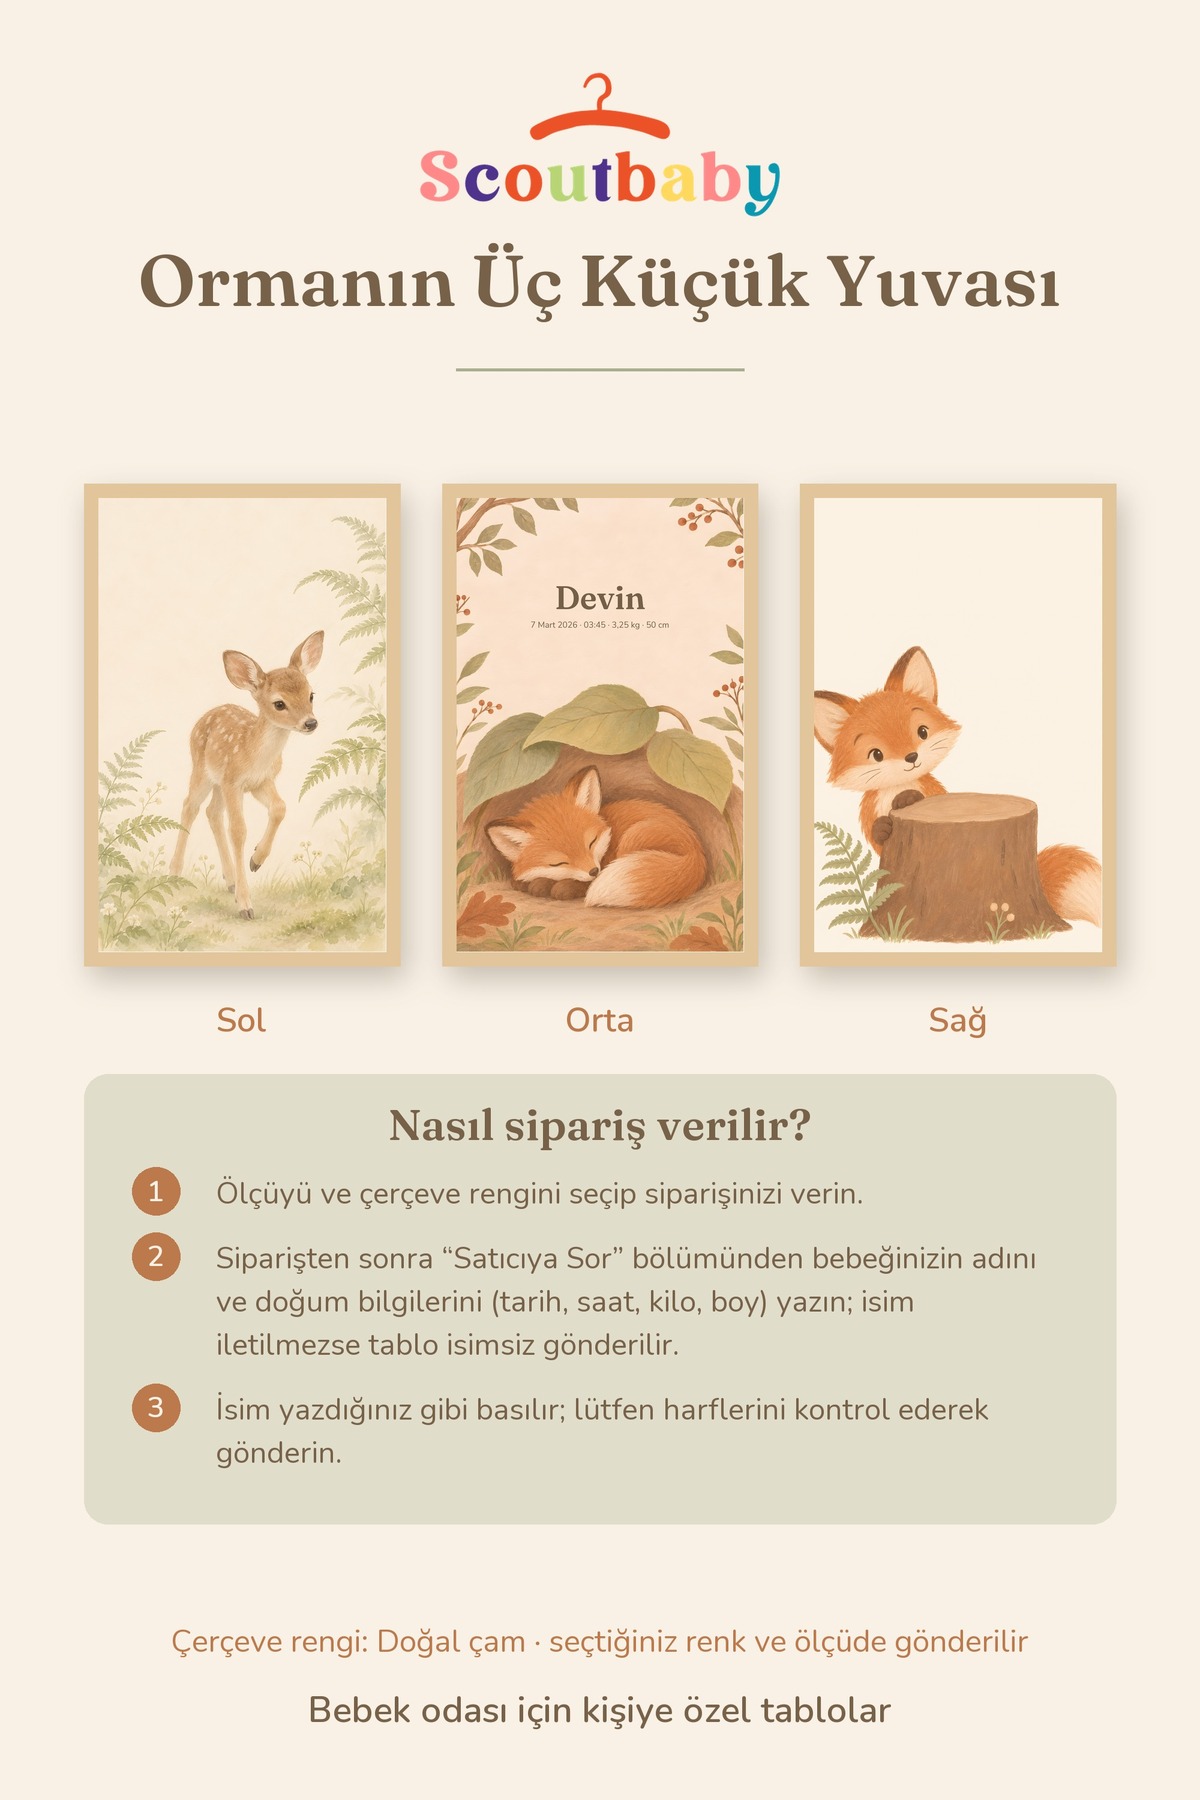 Scoutbaby
Ormanın Üç Küçük Yuvası
Devin
7 Mart 2026 · 03:45 · 3,25 kg · 50 cm
Sol
Orta
Sağ
Nasıl sipariş verilir?
1 Ölçüyü ve çerçeve rengini seçip siparişinizi verin.
2 Siparişten sonra “Satıcıya Sor” bölümünden bebeğinizin adını
ve doğum bilgilerini (tarih, saat, kilo, boy) yazın; isim
iletilmezse tablo isimsiz gönderilir.
3 İsim yazdığınız gibi basılır; lütfen harflerini kontrol ederek
gönderin.
Çerçeve rengi: Doğal çam · seçtiğiniz renk ve ölçüde gönderilir
Bebek odası için kişiye özel tablolar